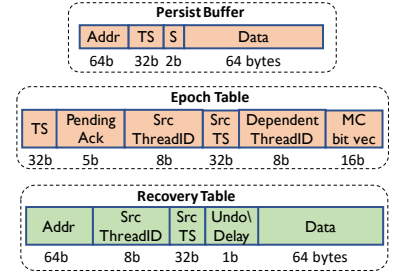 Persist Buffer
Addr TS S Data
64b 32b 2b 64 bytes
Epoch Table
TS Pending Ack Src ThreadID Src TS Dependent ThreadID MC bit vec
32b 5b 8b 32b 8b 16b
Recovery Table
Addr Src ThreadID Src TS Undo\ Delay Data
64b 8b 32b 1b 64 bytes